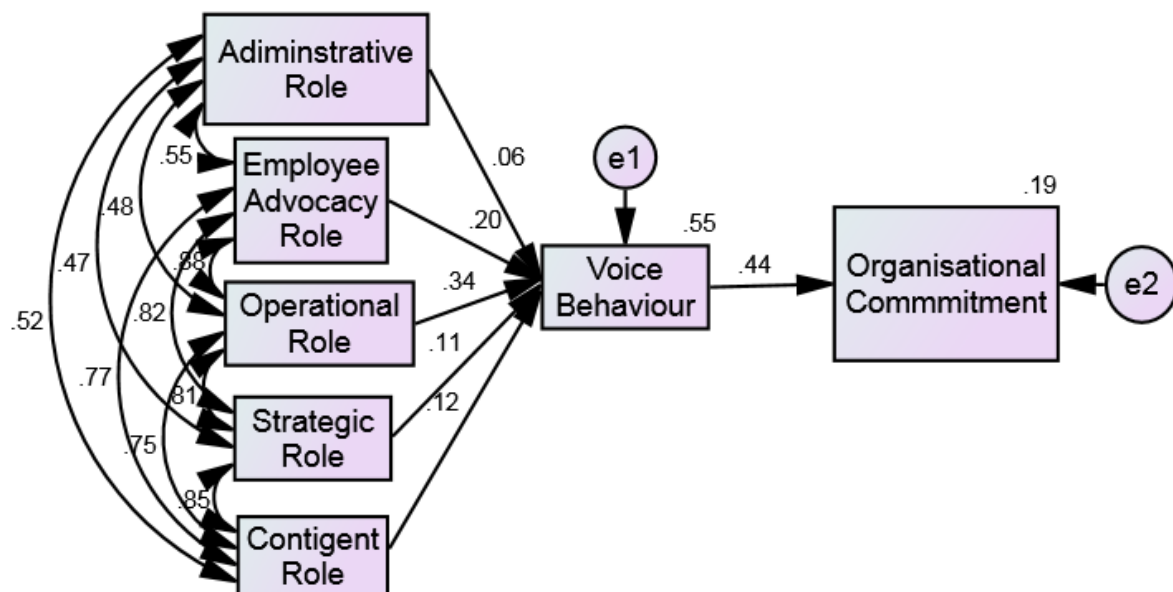 Adiminstrative
Role
.06
e1
.55
Employee
Advocacy
Role
.20
.19
.48
.55
Voice
Behaviour
.44
Organisational
Commmitment
e2
.47
.88
.34
Operational
Role
.52
.82
.11
.77
.81
.12
Strategic
Role
.75
.85
Contigent
Role